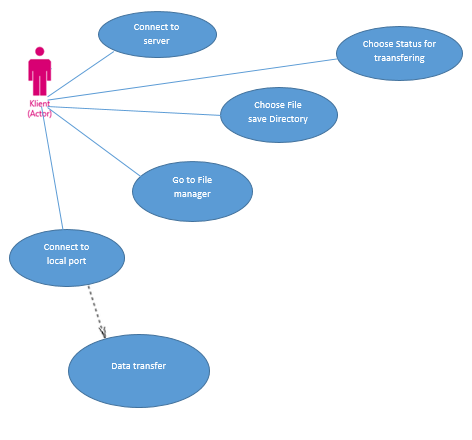 Connect to
server
Choose Status for
traansfering
Klient
(Actor)
Choose File
save Directory
Go to File
manager
Connect to
local port
Data transfer